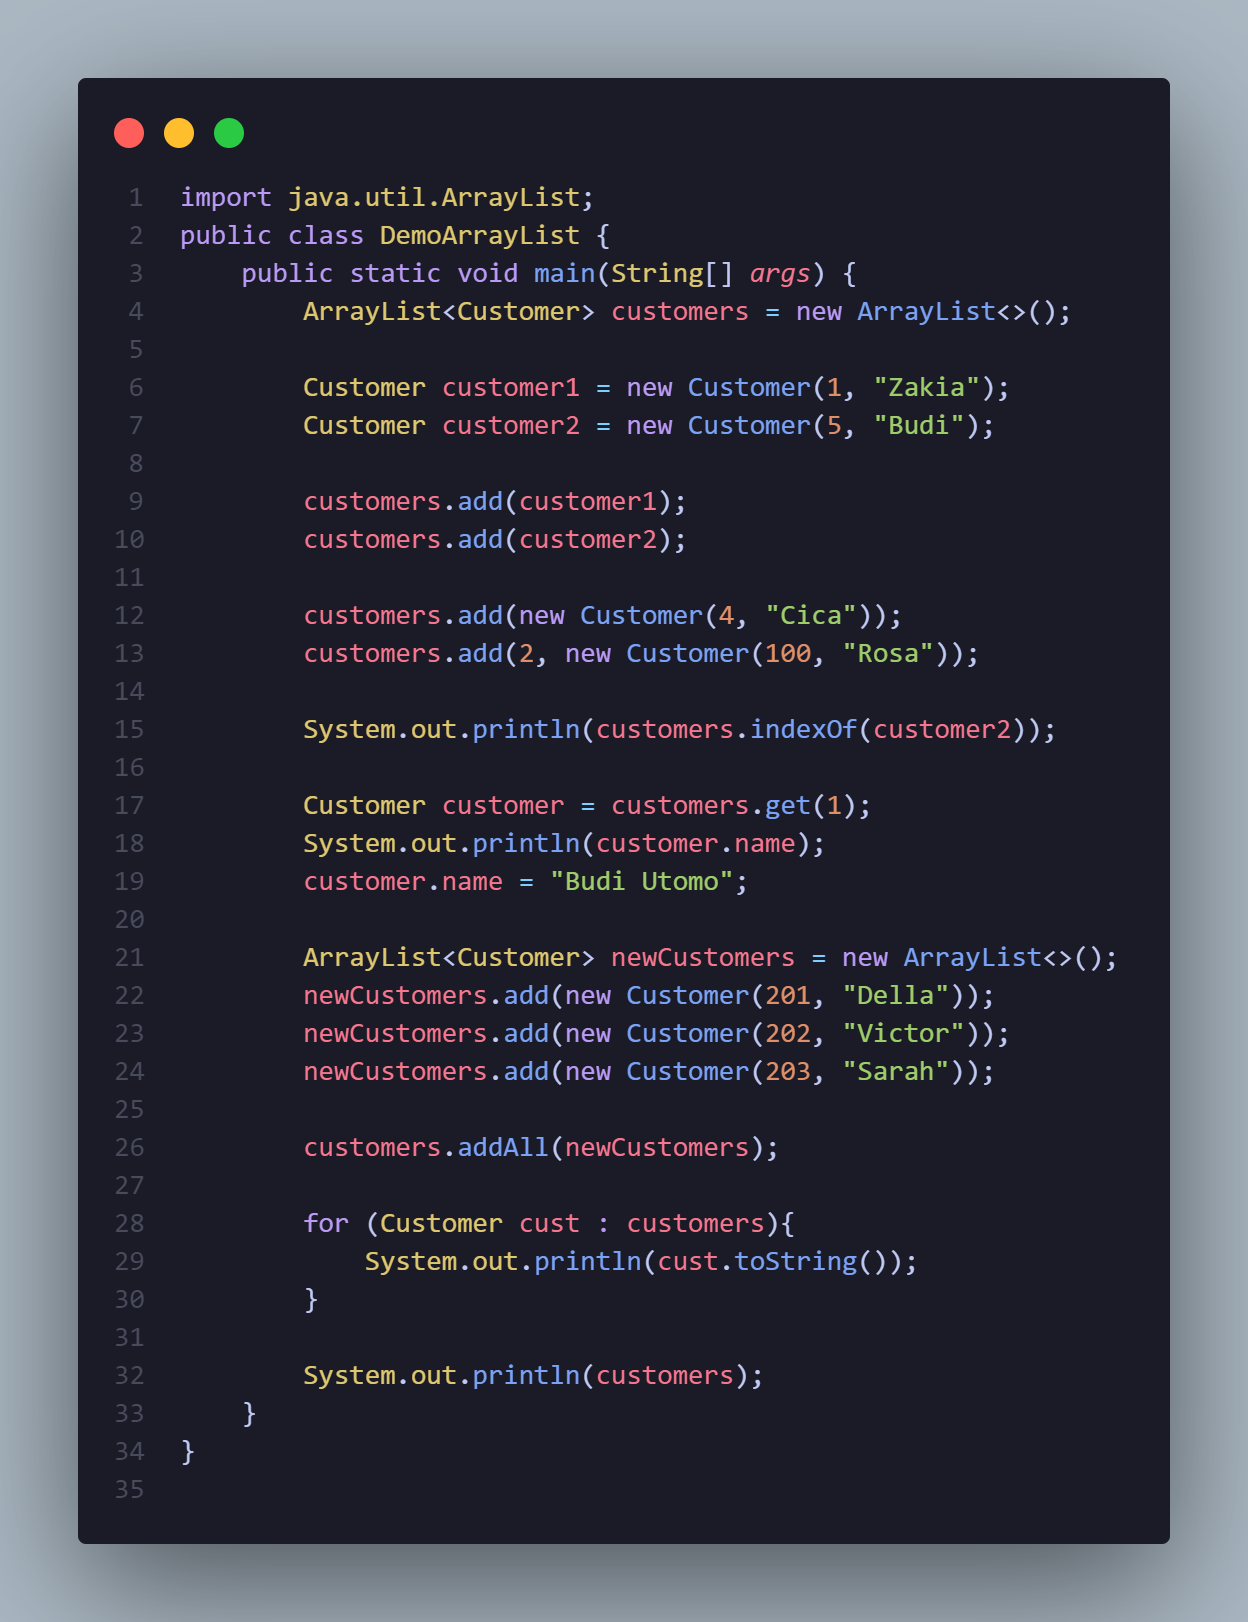 1 import java.util.ArrayList;
2 public class DemoArrayList {
3     public static void main(String[] args) {
4         ArrayList<Customer> customers = new ArrayList<>();
5
6         Customer customer1 = new Customer(1, "Zakia");
7         Customer customer2 = new Customer(5, "Budi");
8
9         customers.add(customer1);
10         customers.add(customer2);
11
12         customers.add(new Customer(4, "Cica"));
13         customers.add(2, new Customer(100, "Rosa"));
14
15         System.out.println(customers.indexOf(customer2));
16
17         Customer customer = customers.get(1);
18         System.out.println(customer.name);
19         customer.name = "Budi Utomo";
20
21         ArrayList<Customer> newCustomers = new ArrayList<>();
22         newCustomers.add(new Customer(201, "Della"));
23         newCustomers.add(new Customer(202, "Victor"));
24         newCustomers.add(new Customer(203, "Sarah"));
25
26         customers.addAll(newCustomers);
27
28         for (Customer cust : customers){
29             System.out.println(cust.toString());
30         }
31
32         System.out.println(customers);
33     }
34 }
35